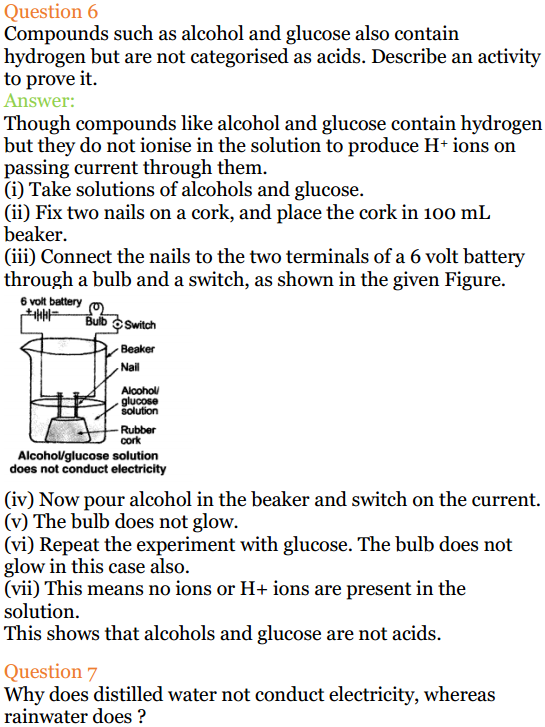 Question 6
Compounds such as alcohol and glucose also contain
hydrogen but are not categorised as acids. Describe an activity
to prove it.
Answer:
Though compounds like alcohol and glucose contain hydrogen
but they do not ionise in the solution to produce H+ ions on
passing current through them.
(i) Take solutions of alcohols and glucose.
(ii) Fix two nails on a cork, and place the cork in 100 mL
beaker.
(iii) Connect the nails to the two terminals of a 6 volt battery
through a bulb and a switch, as shown in the given Figure.
6 volt battery
+ –
Bulb
Switch
Beaker
Nail
Alcohol/
glucose
solution
Rubber
cork
Alcohol/glucose solution
does not conduct electricity
(iv) Now pour alcohol in the beaker and switch on the current.
(v) The bulb does not glow.
(vi) Repeat the experiment with glucose. The bulb does not
glow in this case also.
(vii) This means no ions or H+ ions are present in the
solution.
This shows that alcohols and glucose are not acids.
Question 7
Why does distilled water not conduct electricity, whereas
rainwater does ?